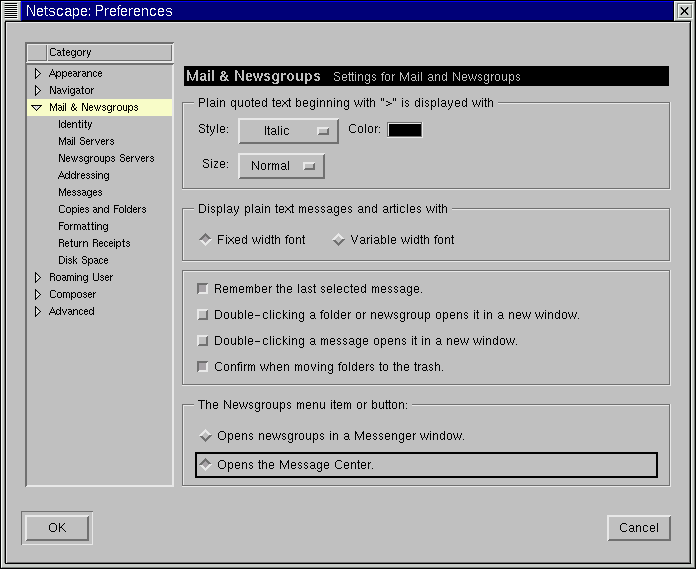 Netscape: Preferences
Category
Appearance
Navigator
Mail & Newsgroups
Identity
Mail Servers
Newsgroups Servers
Addressing
Messages
Copies and Folders
Formatting
Return Receipts
Disk Space
Roaming User
Composer
Advanced
Mail & Newsgroups Settings for Mail and Newsgroups
Plain quoted text beginning with ">" is displayed with
Style: Italic Color:
Size: Normal
Display plain text messages and articles with
Fixed width font Variable width font
Remember the last selected message.
Double-clicking a folder or newsgroup opens it in a new window.
Double-clicking a message opens it in a new window.
Confirm when moving folders to the trash.
The Newsgroups menu item or button:
Opens newsgroups in a Messenger window.
Opens the Message Center.
OK Cancel